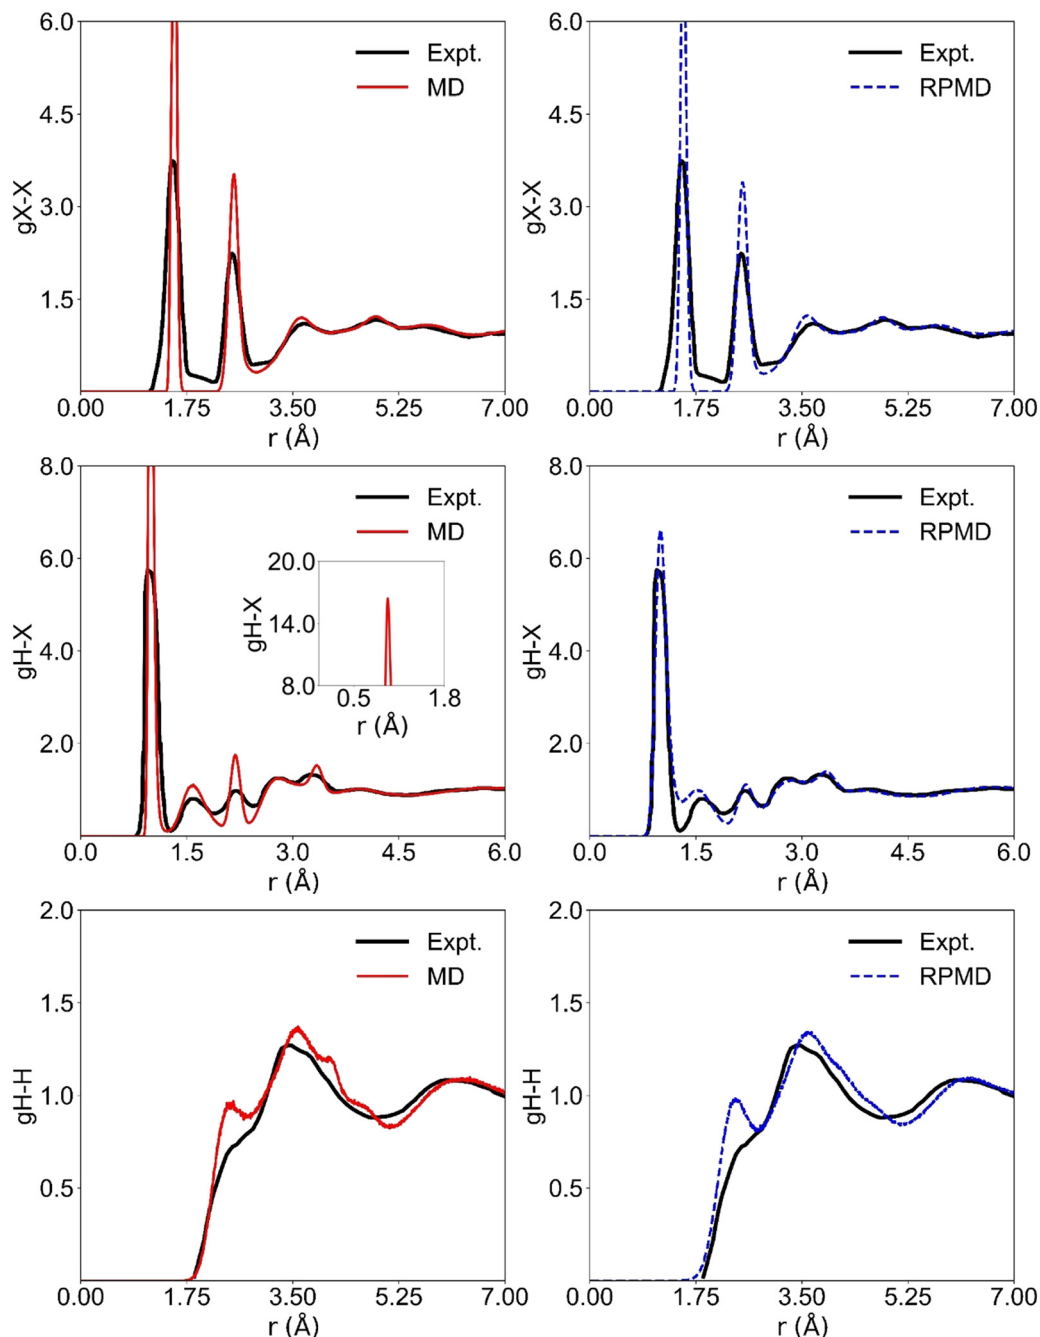 6.0
Expt.
MD
4.5
gX-X
3.0
1.5
0.00 1.75 3.50 5.25 7.00
r (Å)
6.0
Expt.
RPMD
4.5
gX-X
3.0
1.5
0.00 1.75 3.50 5.25 7.00
r (Å)
8.0
Expt.
MD
6.0
gH-X
4.0
2.0
20.0
gH-X
14.0
8.0
0.5 1.8
r (Å)
0.0 1.5 3.0 4.5 6.0
r (Å)
8.0
Expt.
RPMD
6.0
gH-X
4.0
2.0
0.0 1.5 3.0 4.5 6.0
r (Å)
2.0
Expt.
MD
1.5
gH-H
1.0
0.5
0.00 1.75 3.50 5.25 7.00
r (Å)
2.0
Expt.
RPMD
1.5
gH-H
1.0
0.5
0.00 1.75 3.50 5.25 7.00
r (Å)